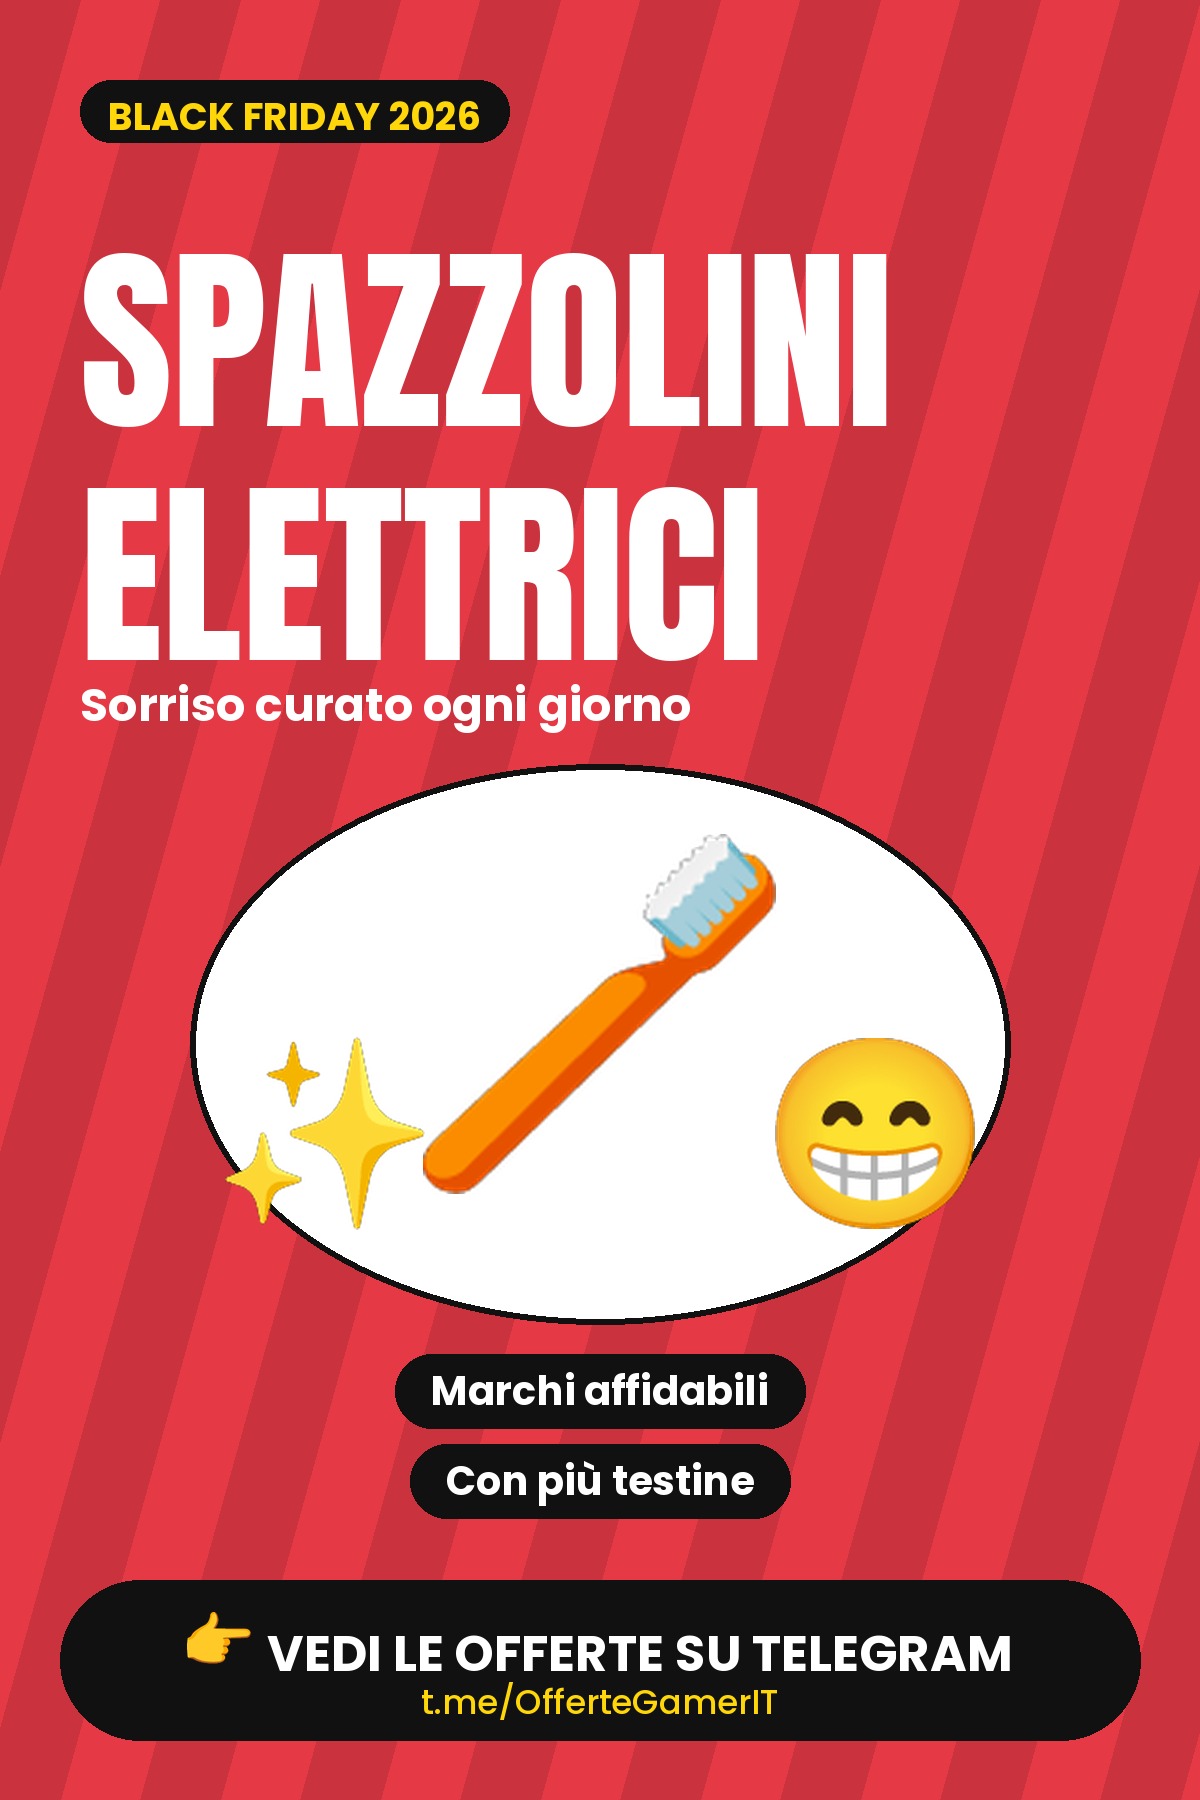 BLACK FRIDAY 2026
SPAZZOLINI
ELETTRICI
Sorriso curato ogni giorno
Marchi affidabili
Con più testine
👉 VEDI LE OFFERTE SU TELEGRAM
t.me/OfferteGamerIT